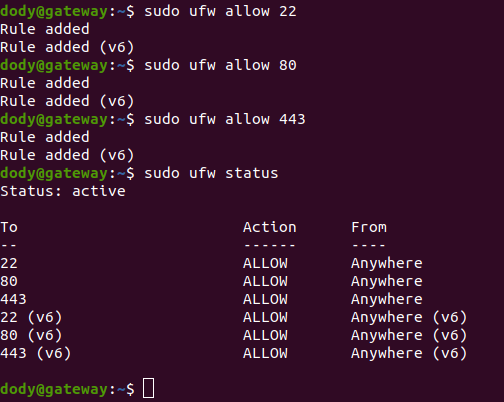 dody@gateway:~$ sudo ufw allow 22
Rule added
Rule added (v6)
dody@gateway:~$ sudo ufw allow 80
Rule added
Rule added (v6)
dody@gateway:~$ sudo ufw allow 443
Rule added
Rule added (v6)
dody@gateway:~$ sudo ufw status
Status: active

To                         Action      From
--                         ------      ----
22                         ALLOW       Anywhere
80                         ALLOW       Anywhere
443                        ALLOW       Anywhere
22 (v6)                    ALLOW       Anywhere (v6)
80 (v6)                    ALLOW       Anywhere (v6)
443 (v6)                   ALLOW       Anywhere (v6)

dody@gateway:~$